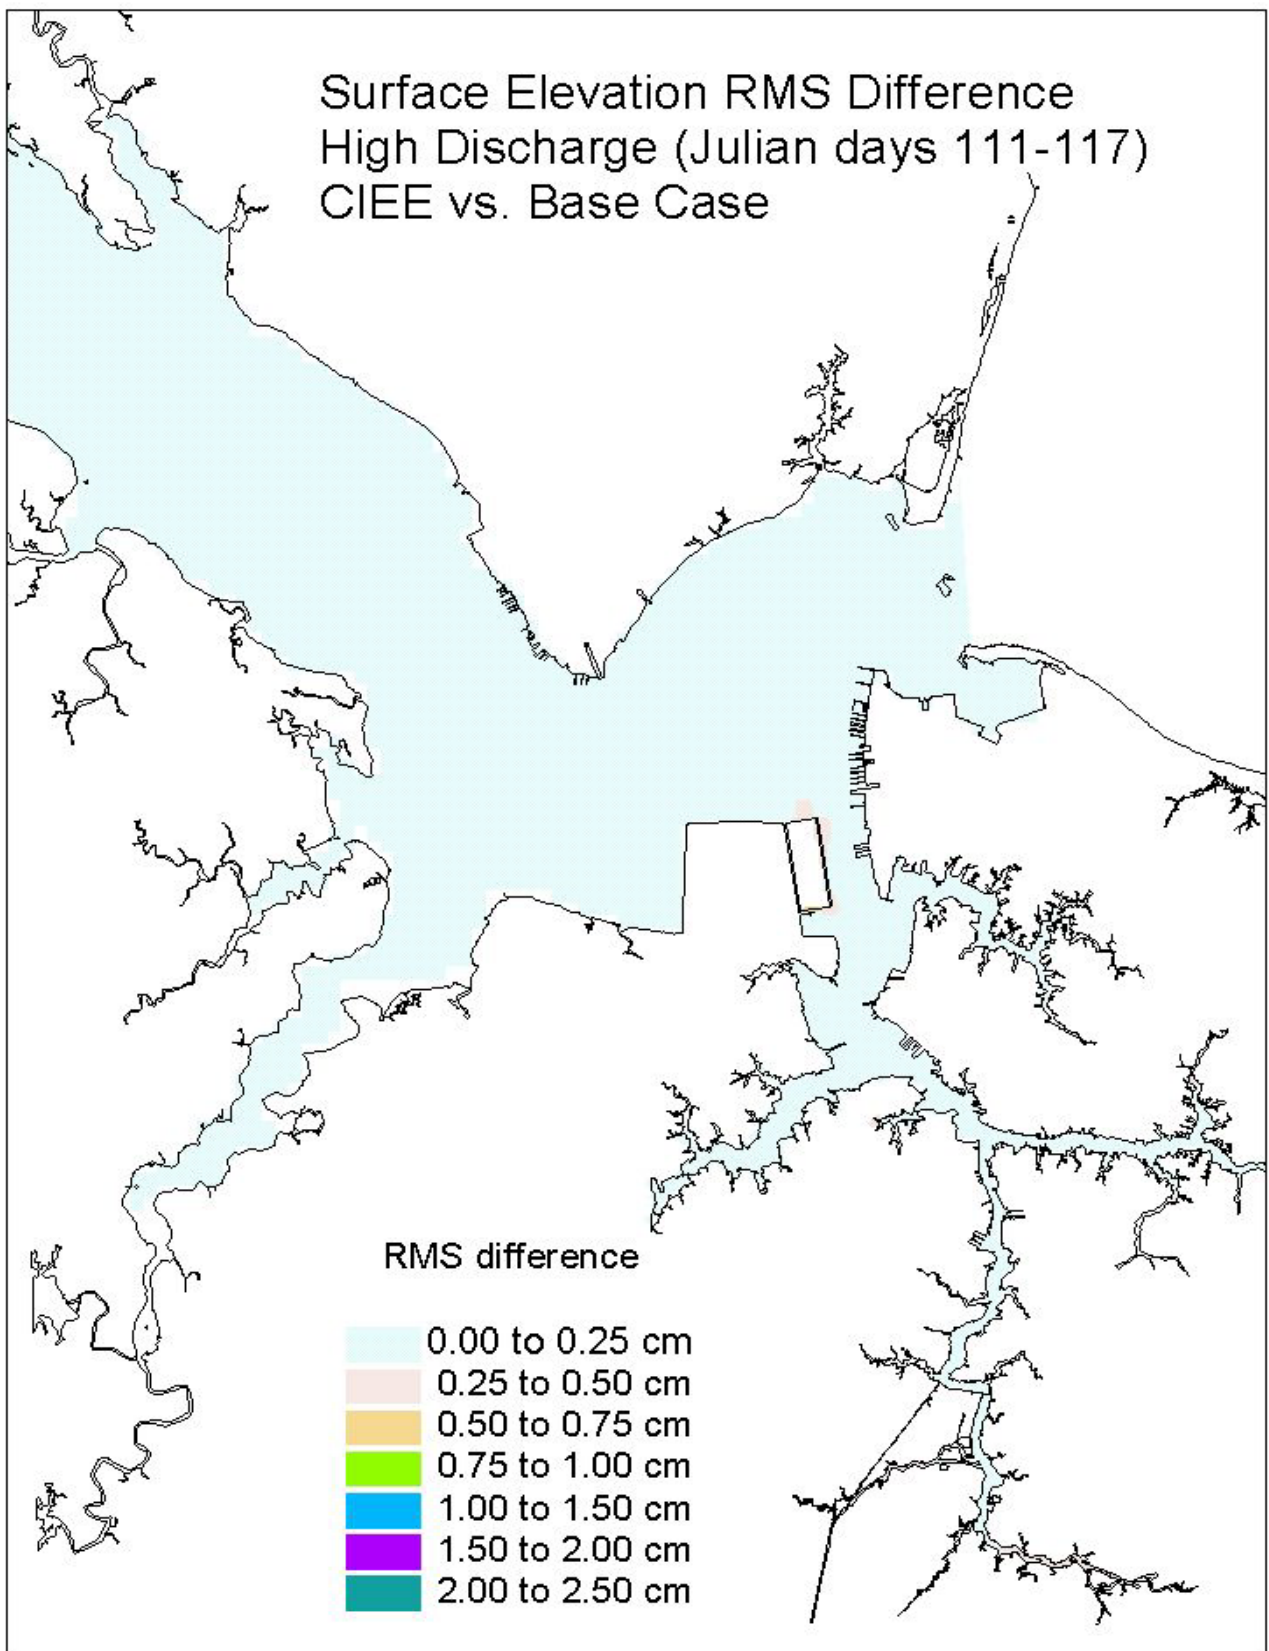 Surface Elevation RMS Difference
High Discharge (Julian days 111-117)
CIEE vs. Base Case
RMS difference
0.00 to 0.25 cm
0.25 to 0.50 cm
0.50 to 0.75 cm
0.75 to 1.00 cm
1.00 to 1.50 cm
1.50 to 2.00 cm
2.00 to 2.50 cm